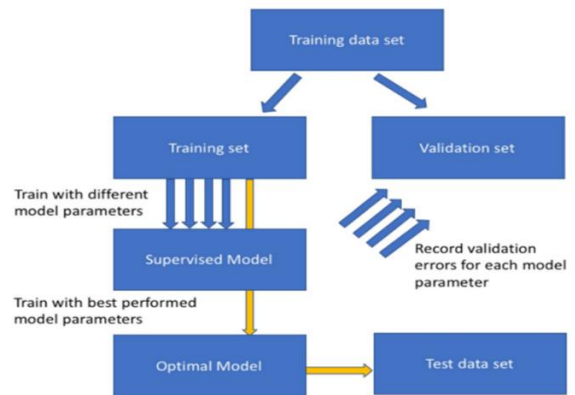 Training data set
Training set
Validation set
Train with different
model parameters
Record validation
errors for each model
parameter
Supervised Model
Train with best performed
model parameters
Optimal Model
Test data set